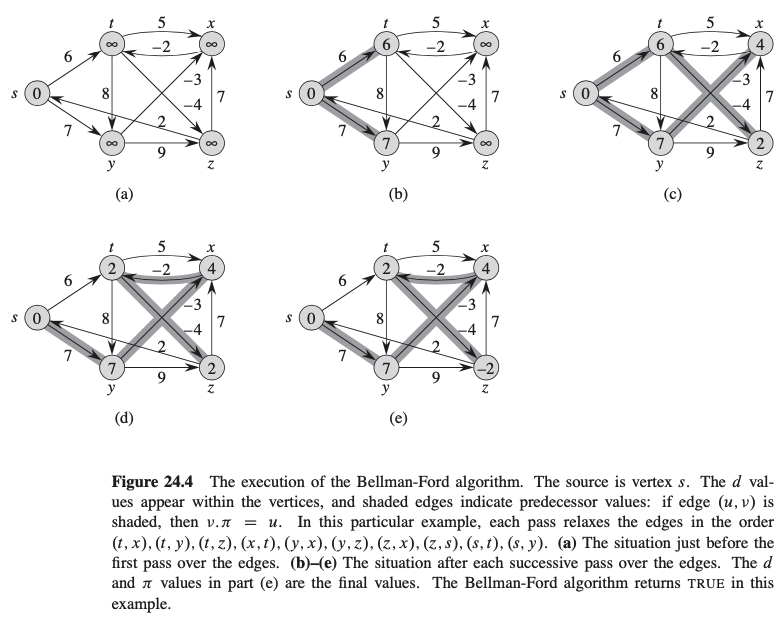 t 5 x
6 ∞ –2 ∞
s 0 8 –3 –4 7
7 2
∞ 9 ∞
y z
(a)
t 5 x
6 6 –2 ∞
s 0 8 –3 –4 7
7 2
7 9 ∞
y z
(b)
t 5 x
6 6 –2 4
s 0 8 –3 –4 7
7 2
7 9 2
y z
(c)
t 5 x
6 2 –2 4
s 0 8 –3 –4 7
7 2
7 9 2
y z
(d)
t 5 x
6 2 –2 4
s 0 8 –3 –4 7
7 2
7 9 –2
y z
(e)
Figure 24.4 The execution of the Bellman-Ford algorithm. The source is vertex s. The d val-
ues appear within the vertices, and shaded edges indicate predecessor values: if edge (u, v) is
shaded, then v.π = u. In this particular example, each pass relaxes the edges in the order
(t, x), (t, y), (t, z), (x, t), (y, x), (y, z), (z, x), (z, s), (s, t), (s, y). (a) The situation just before the
first pass over the edges. (b)–(e) The situation after each successive pass over the edges. The d
and π values in part (e) are the final values. The Bellman-Ford algorithm returns TRUE in this
example.